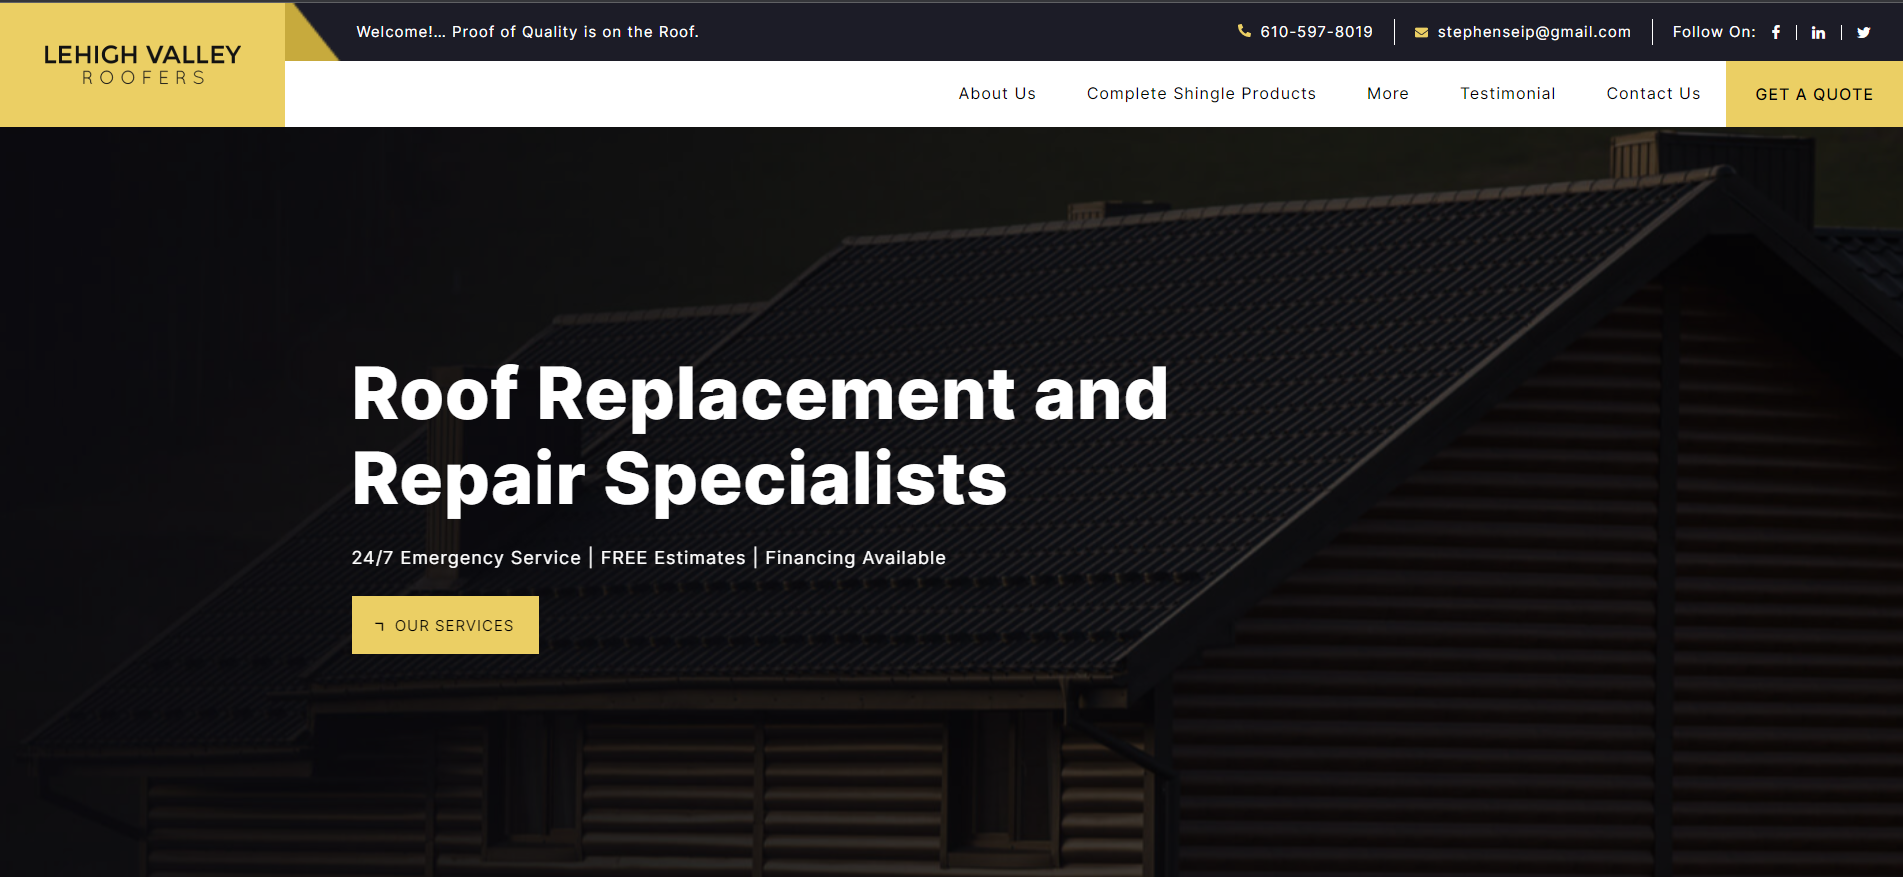 LEHIGH VALLEY
ROOFERS
Welcome!... Proof of Quality is on the Roof.
610-597-8019
stephenseip@gmail.com
Follow On:
About Us
Complete Shingle Products
More
Testimonial
Contact Us
GET A QUOTE
Roof Replacement and
Repair Specialists
24/7 Emergency Service | FREE Estimates | Financing Available
OUR SERVICES